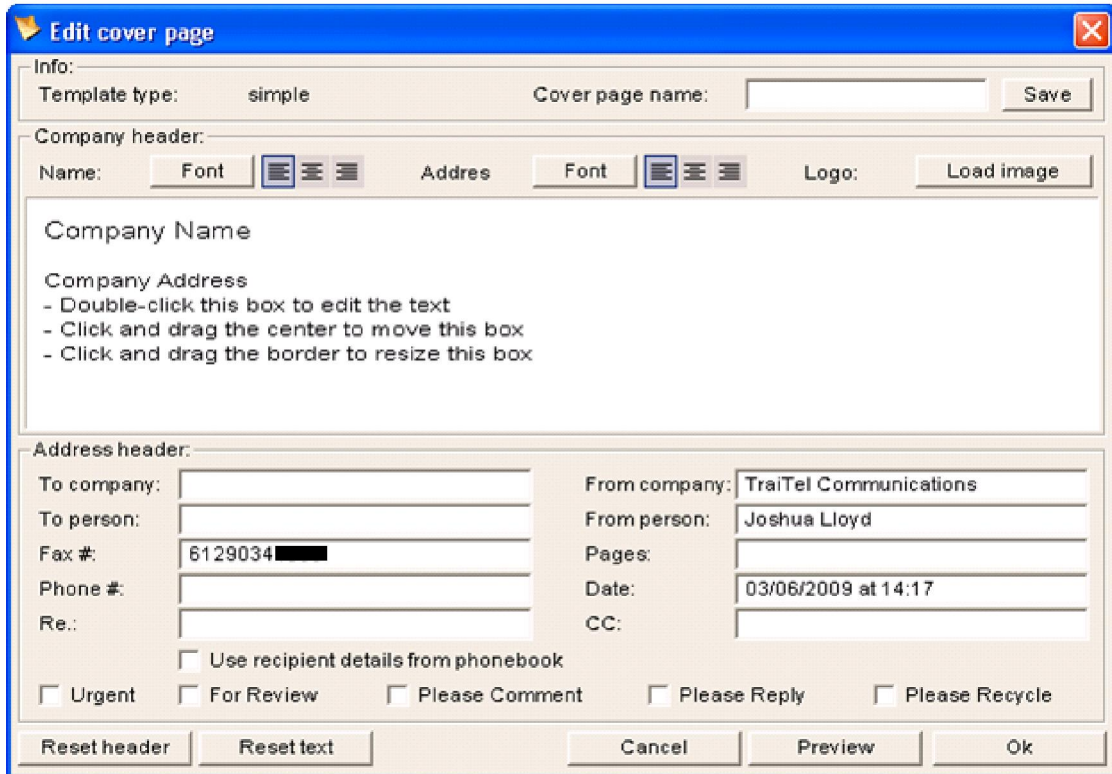 Edit cover page
Info:
Template type: simple Cover page name: Save
Company header:
Name: Font Addres Font Logo: Load image
Company Name
Company Address
- Double-click this box to edit the text
- Click and drag the center to move this box
- Click and drag the border to resize this box
Address header:
To company: From company: TraiTel Communications
To person: From person: Joshua Lloyd
Fax #: 6129034 Pages:
Phone #: Date: 03/06/2009 at 14:17
Re.: CC:
Use recipient details from phonebook
Urgent For Review Please Comment Please Reply Please Recycle
Reset header Reset text Cancel Preview Ok